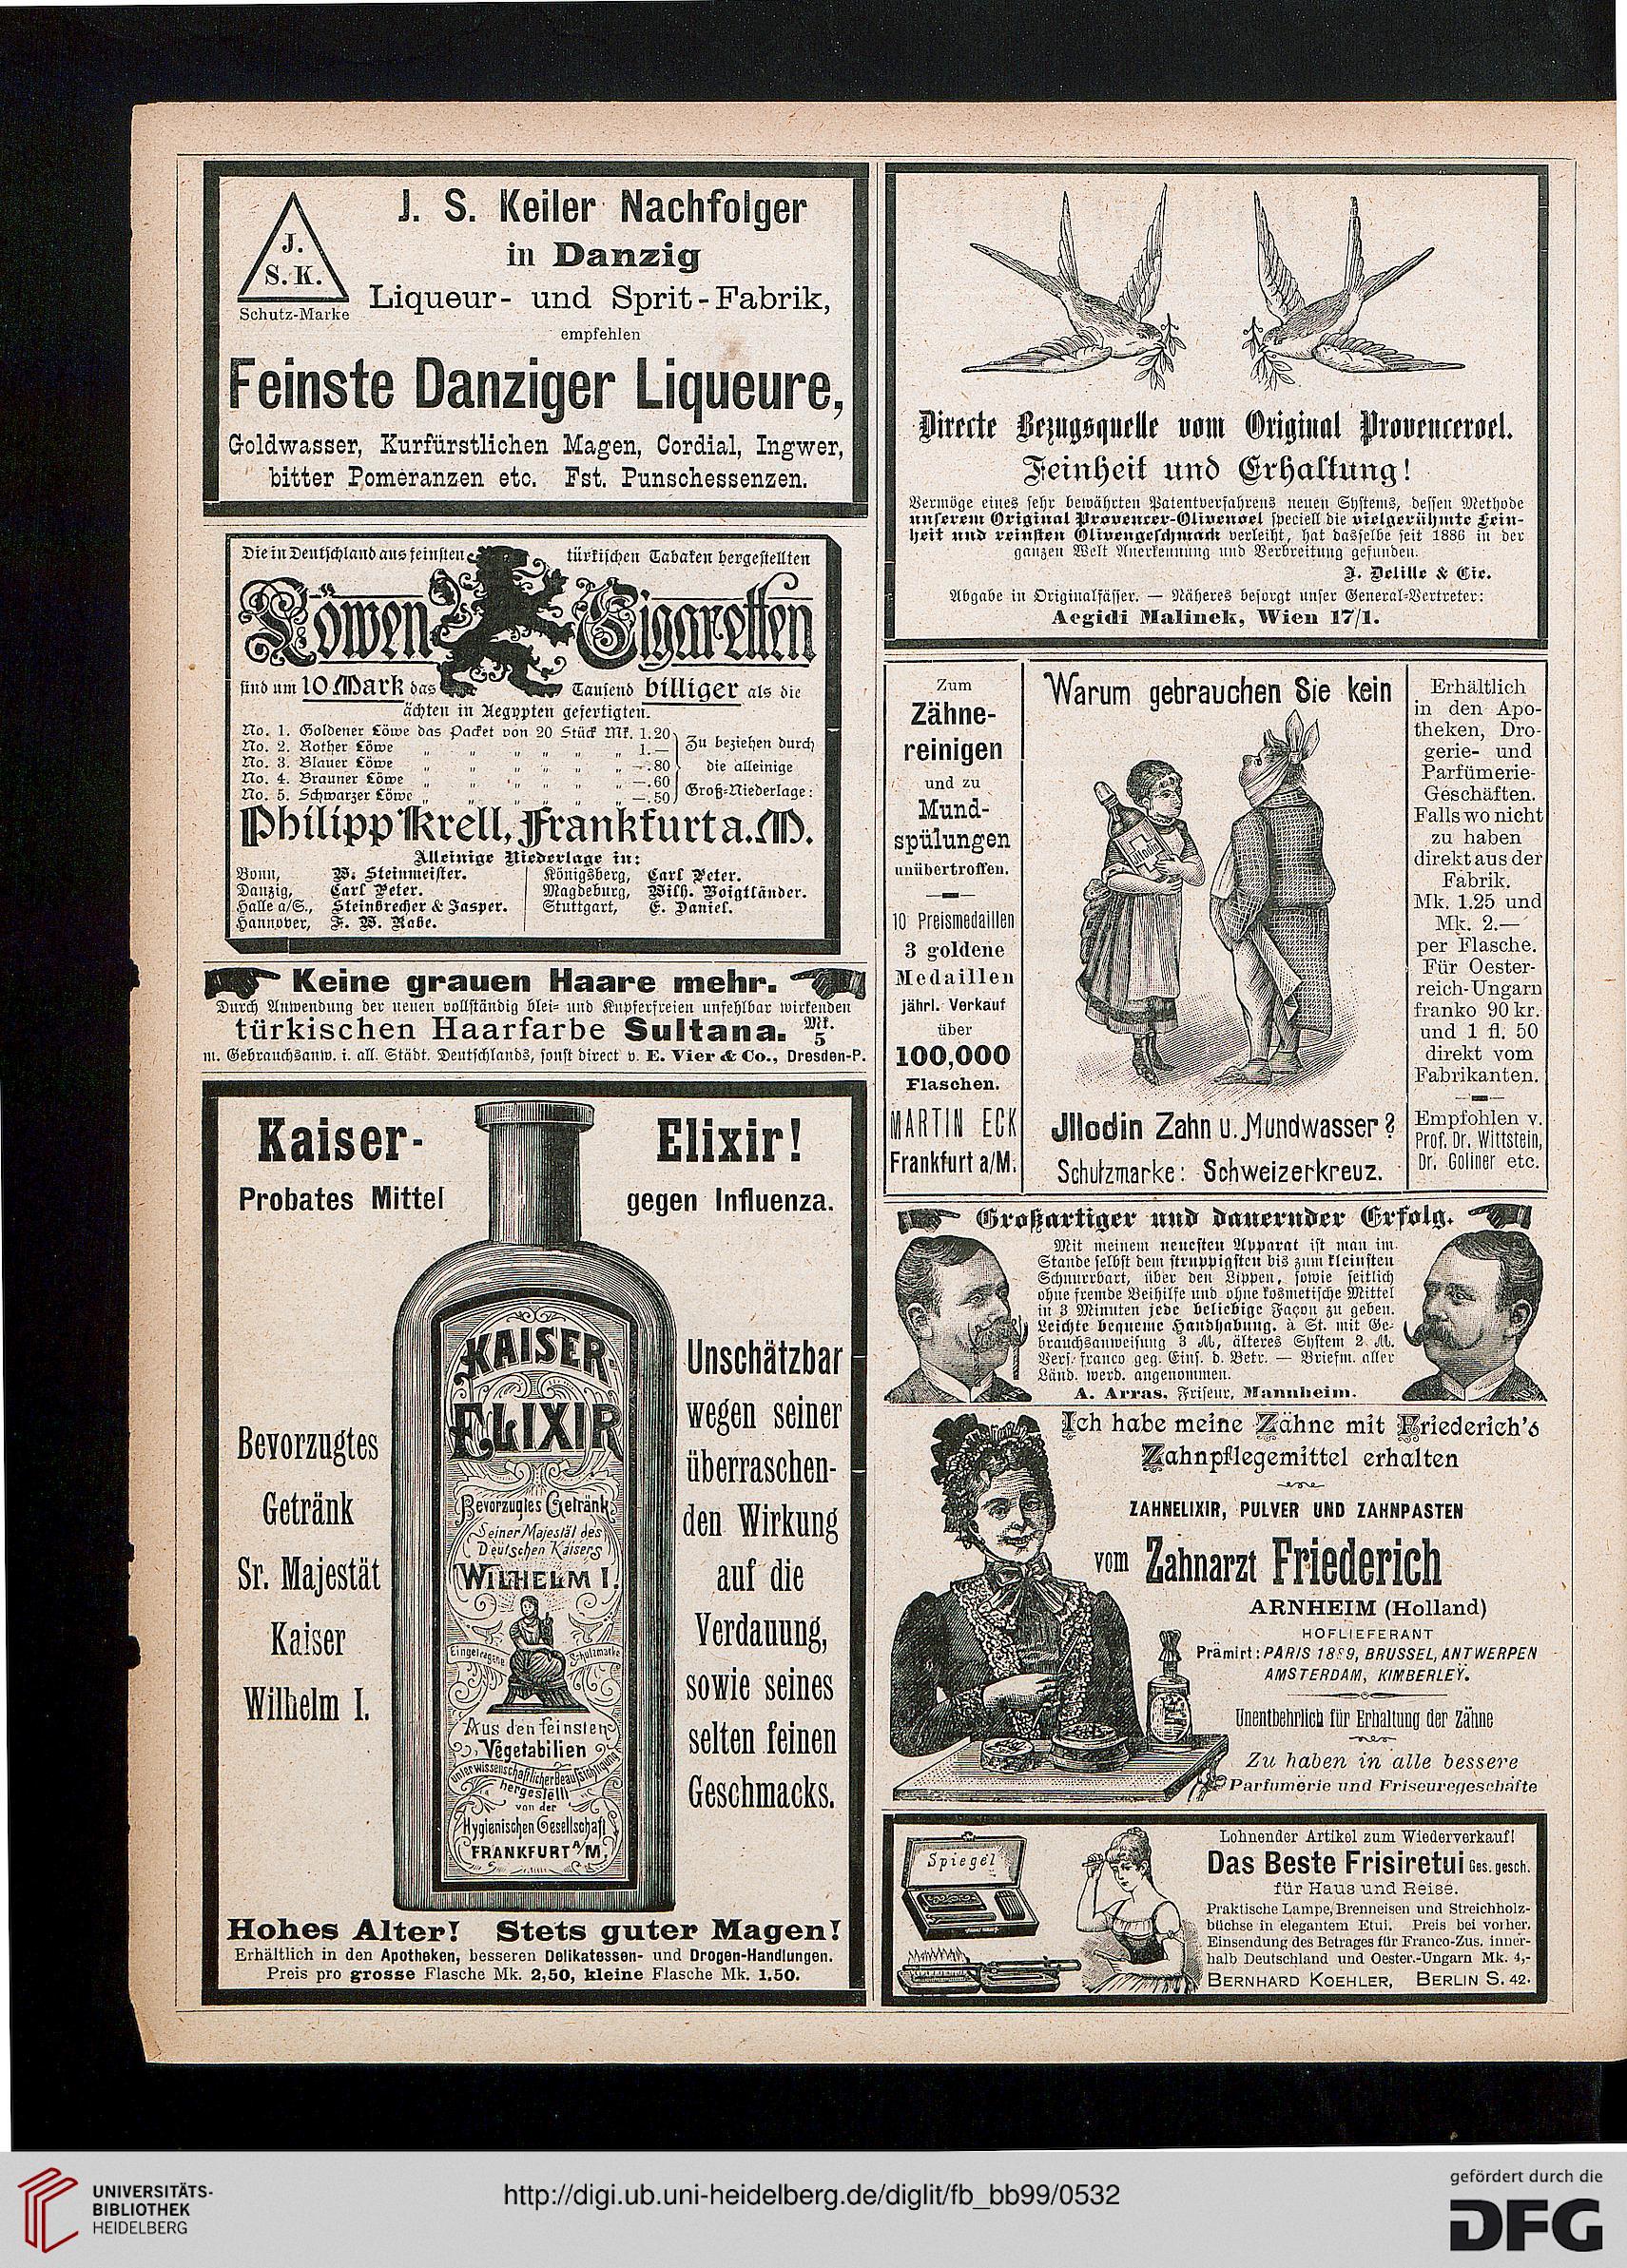 J.
S. K.
Schutz-Marke
J. S. Keiler Nachfolger
in Danzig
Liqueur- und Sprit-Fabrik,
empfehlen
Feinste Danziger Liqueure,
Goldwasser, Kurfürstlichen Magen, Cordial, Ingwer,
bitter Pomeranzen etc. Fst. Punschessenzen.
Die in Deutschland aus feinsten türkischen Tabaken hergestellten
Löwen Cigaretten
sind um 10 Mark das Tausend billiger als die
ächten in Aegypten gefertigten.
No. 1. Goldener Löwe das Packet von 20 Stück Mk. 1.20
No. 2. Rother Löwe " " " " " " 1.—
No. 3. Blauer Löwe " " " " " " —.80
No. 4. Brauner Löwe " " " " " " —.60
No. 5. Schwarzer Löwe " " " " " " —.50
Zu beziehen durch
die alleinige
Groß-Niederlage:
Philipp Krell, Frankfurt a. M.
Alleinige Niederlage in:
Bonn, W. Steinmeister.
Danzig, Carl Peter.
Halle a/S., Steinbrecher & Jasper.
Hannover, F. W. Rabe.
Königsberg, Carl Peter.
Magdeburg, Wilh. Voigtländer.
Stuttgart, E. Daniel.
Keine grauen Haare mehr.
Durch Anwendung der neuen vollständig blei- und kupferfreien unfehlbar wirkenden
türkischen Haarfarbe Sultana. Mk. 5
m. Gebrauchsanw. i. all. Städt. Deutschlands, sonst direct v. E. Vier & Co., Dresden-P.
Kaiser- Elixir!
Probates Mittel gegen Influenza.
Bevorzugtes
Getränk
Sr. Majestät
Kaiser
Wilhelm I.
KAISER-
ELIXIR
Bevorzugtes Getränk
Seiner Majestät des
Deutschen Kaisers
WILHELM I.
Eingetragene Schutzmarke
Aus den feinsten
Vegetabilien
unter wissenschaftlicher Beaufsichtigung
hergestellt
von der
Hygienischen Gesellschaft
FRANKFURT A/M.
Unschätzbar
wegen seiner
überraschen-
den Wirkung
auf die
Verdauung,
sowie seines
selten feinen
Geschmacks.
Hohes Alter! Stets guter Magen!
Erhältlich in den Apotheken, besseren Delikatessen- und Drogen-Handlungen.
Preis pro grosse Flasche Mk. 2,50, kleine Flasche Mk. 1.50.
Directe Bezugsquelle vom Original Provenceroel.
Feinheit und Erhaltung!
Vermöge eines sehr bewährten Patentverfahrens neuen Systems, dessen Methode
unserem Original Provencer-Olivenoel speciell die vielgerühmte Fein-
heit und reinsten Olivengeschmack verleiht, hat dasselbe seit 1886 in der
ganzen Welt Anerkennung und Verbreitung gefunden.
J. Delille & Cie.
Abgabe in Originalfässer. — Näheres besorgt unser General-Vertreter:
Aegidi Malinek, Wien 17/1.
Zum
Zähne-
reinigen
und zu
Mund-
spülungen
unübertroffen.
10 Preismedaillen
3 goldene
Medaillen
jährl. Verkauf
über
100,000
Flaschen.
MARTIN ECK
Frankfurt a/M.
Warum gebrauchen Sie kein
Illodin
Jllodin Zahn u. Mundwasser?
Schutzmarke: Schweizerkreuz.
Erhältlich
in den Apo-
theken, Dro-
gerie- und
Parfümerie-
Geschäften.
Falls wo nicht
zu haben
direkt aus der
Fabrik.
Mk. 1.25 und
Mk. 2.—
per Flasche.
Für Oester-
reich-Ungarn
franko 90 kr.
und 1 fl. 50
direkt vom
Fabrikanten.
Empfohlen v.
Prof. Dr. Wittstein,
Dr. Goliner etc.
Großartiger und dauernder Erfolg.
Mit meinem neuesten Apparat ist man im
Stande selbst dem struppigsten bis zum kleinsten
Schnurrbart, über den Lippen, sowie seitlich
ohne fremde Beihilfe und ohne kosmetische Mittel
in 3 Minuten jede beliebige Façon zu geben.
Leichte bequeme Handhabung. à St. mit Ge-
brauchsanweisung 3 M, älteres System 2 M.
Vers. franco geg. Eins. d. Betr. — Briefm. aller
Länd. werd. angenommen.
A. Arras, Friseur, Mannheim.
Ich habe meine Zähne mit Friederich's
Zahnpflegemittel erhalten
ZAHNELIXIR, PULVER UND ZAHNPASTEN
vom Zahnarzt Friederich
ARNHEIM (Holland)
HOFLIEFERANT
Prämirt: PARIS 1889, BRUSSEL, ANTWERPEN
AMSTERDAM, KIMBERLEY.
Unentbehrlich für Erhaltung der Zähne
Zu haben in alle bessere
Parfumerie und Friseuregeschäfte
Spiegel
Lohnender Artikel zum Wiederverkauf!
Das Beste Frisiretui Ges. gesch.
für Haus und Reise.
Praktische Lampe, Brenneisen und Streichholz-
büchse in elegantem Etui. Preis bei vorher.
Einsendung des Betrages für Franco-Zus. inner-
halb Deutschland und Oester.-Ungarn Mk. 4,-
BERNHARD KOEHLER, BERLIN S. 42.
UNIVERSITÄTS-
BIBLIOTHEK
HEIDELBERG
http://digi.ub.uni-heidelberg.de/diglit/fb_bb99/0532
gefördert durch die
DFG